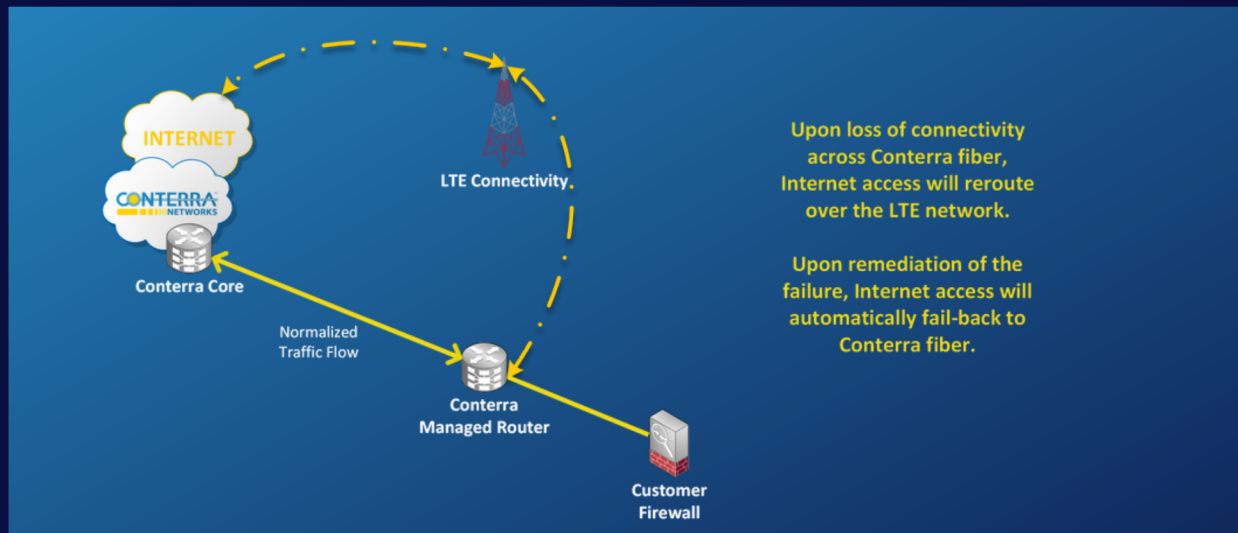 INTERNET
CONTERRA
NETWORKS
Conterra Core
LTE Connectivity
Normalized
Traffic Flow
Conterra
Managed Router
Customer
Firewall
Upon loss of connectivity
across Conterra fiber,
Internet access will reroute
over the LTE network.
Upon remediation of the
failure, Internet access will
automatically fail-back to
Conterra fiber.